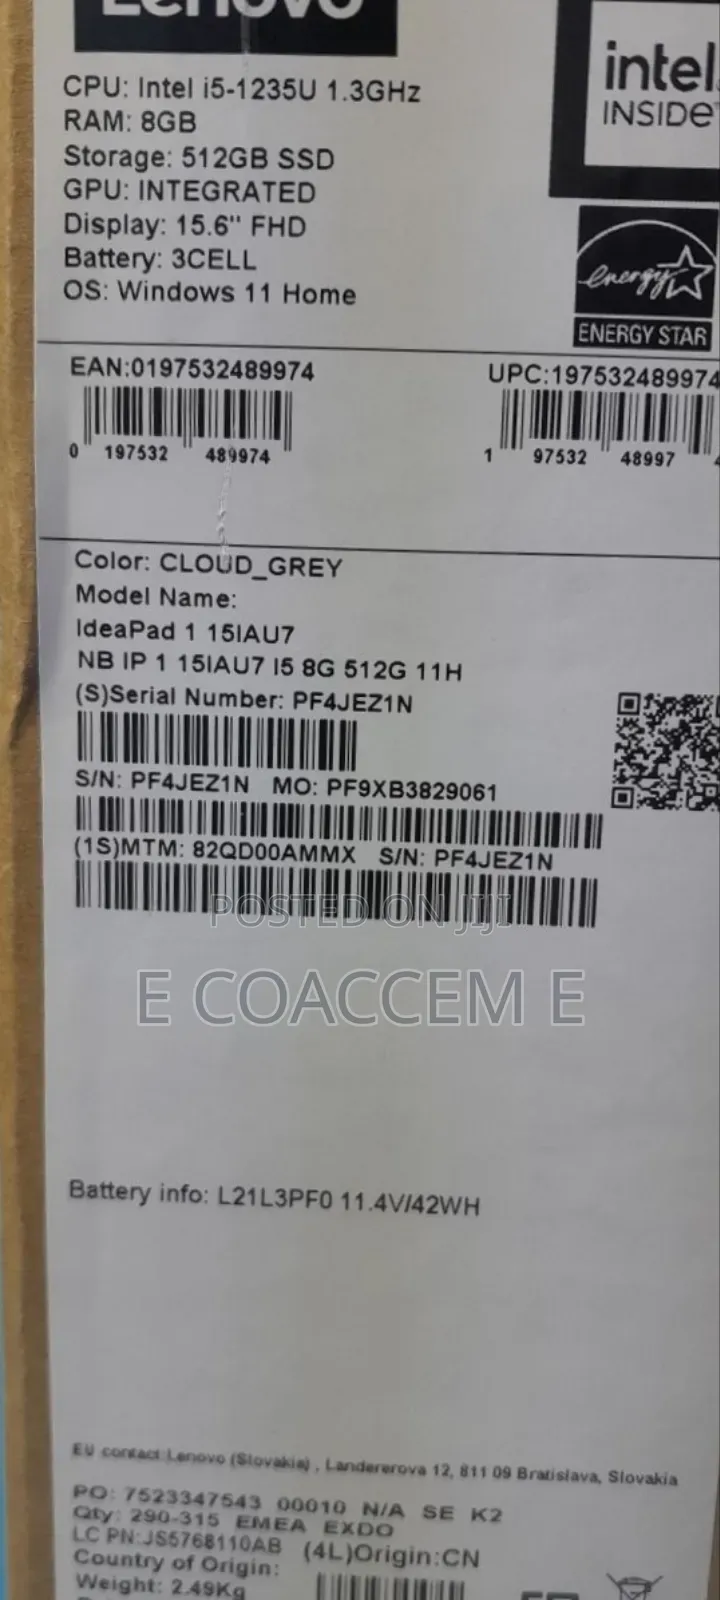 Lenovo
intel
INSIDe
CPU: Intel i5-1235U 1.3GHz
RAM: 8GB
Storage: 512GB SSD
GPU: INTEGRATED
Display: 15.6" FHD
Battery: 3CELL
OS: Windows 11 Home
energy
ENERGY STAR
EAN:0197532489974
UPC:197532489974
0 197532 489974
1 97532 48997
Color: CLOUD_GREY
Model Name:
IdeaPad 1 15IAU7
NB IP 1 15IAU7 I5 8G 512G 11H
(S)Serial Number: PF4JEZ1N
S/N: PF4JEZ1N MO: PF9XB3829061
(1S)MTM: 82QD00AMMX S/N: PF4JEZ1N
POSTED ON JIJI
E COACCEM E
Battery info: L21L3PF0 11.4V/42WH
EU contact:Lenovo (Slovakia) , Landererova 12, 811 09 Bratislava, Slovakia
PO: 7523347543 00010 N/A SE K2
Qty: 290-315 EMEA EXDO
LC PN:JS5768110AB (4L)Origin:CN
Country of Origin:
Weight: 2.49Kg